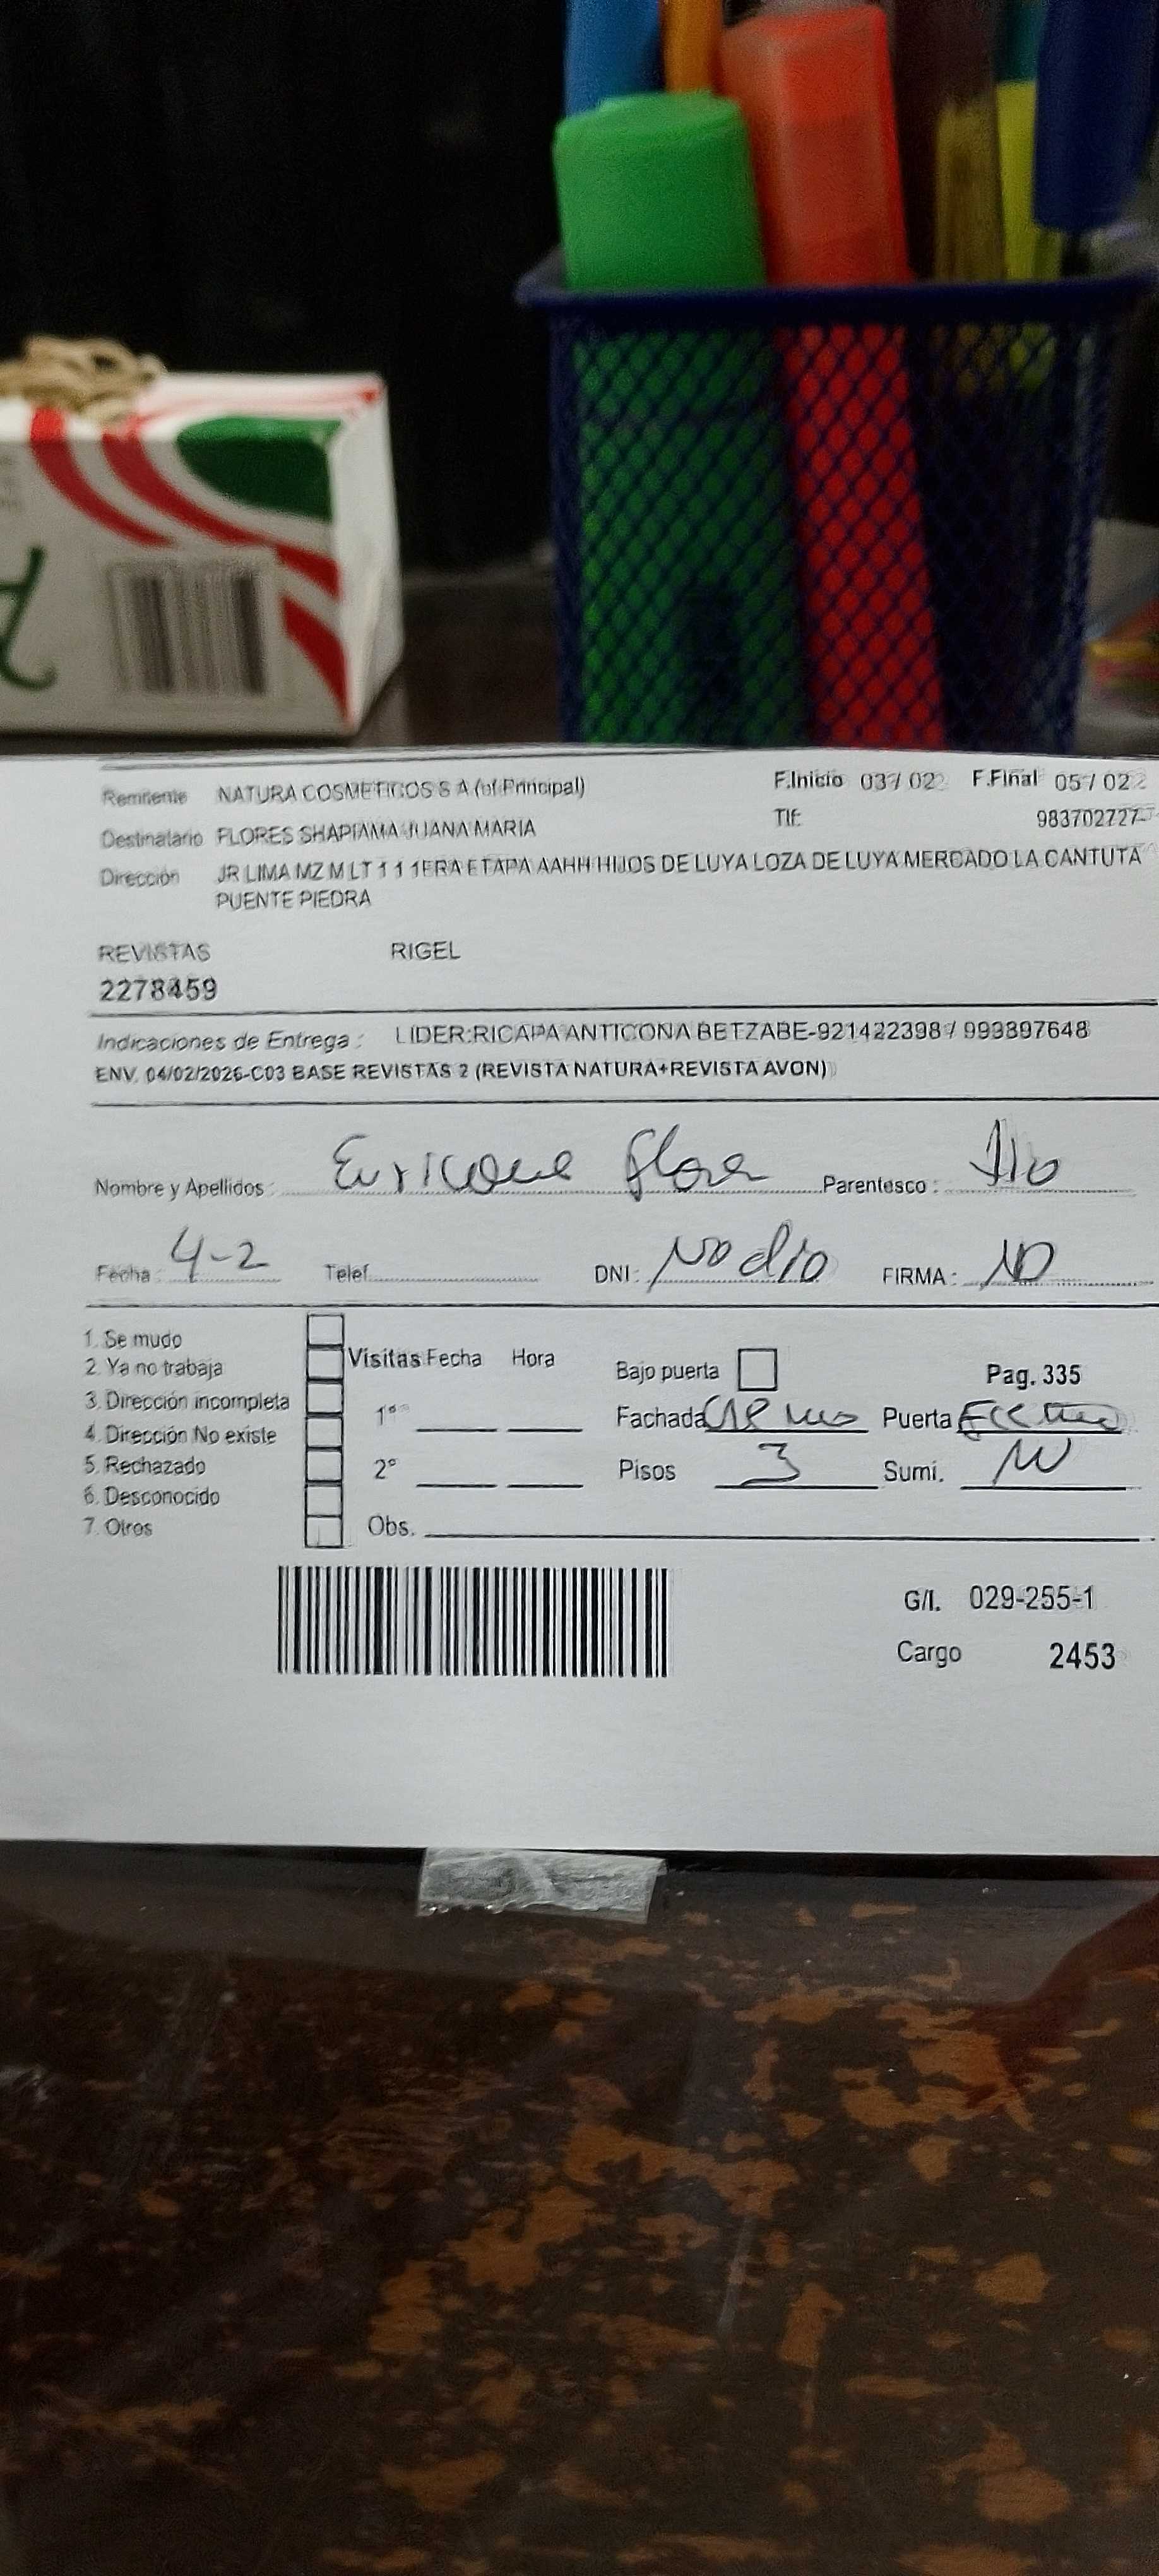 Remitente NATURA COSMETICOS S A (of Principal) F.Inicio 03 / 02 F.Final 05 / 02
Destinatario FLORES SHAPIAMA JUANA MARIA Tlf: 983702727-
Dirección JR LIMA MZ M LT 1 1 1ERA ETAPA AAHH HIJOS DE LUYA LOZA DE LUYA MERCADO LA CANTUTA
PUENTE PIEDRA
REVISTAS RIGEL
2278459
Indicaciones de Entrega : LIDER:RICAPA ANTICONA BETZABE-921422398 / 993897648
ENV. 04/02/2026-C03 BASE REVISTAS 2 (REVISTA NATURA+REVISTA AVON)
Nombre y Apellidos : Enrique Flores Parentesco :
Fecha : 4-2 Telef. DNI : No dio FIRMA : ND
1. Se mudo
2. Ya no trabaja Visitas Fecha Hora Bajo puerta Pag. 335
3. Dirección incompleta 1° Fachada Puerta
4. Dirección No existe
5. Rechazado 2° Pisos 3 Sumi.
6. Desconocido
7. Otros Obs.
G/I. 029-255-1
Cargo 2453